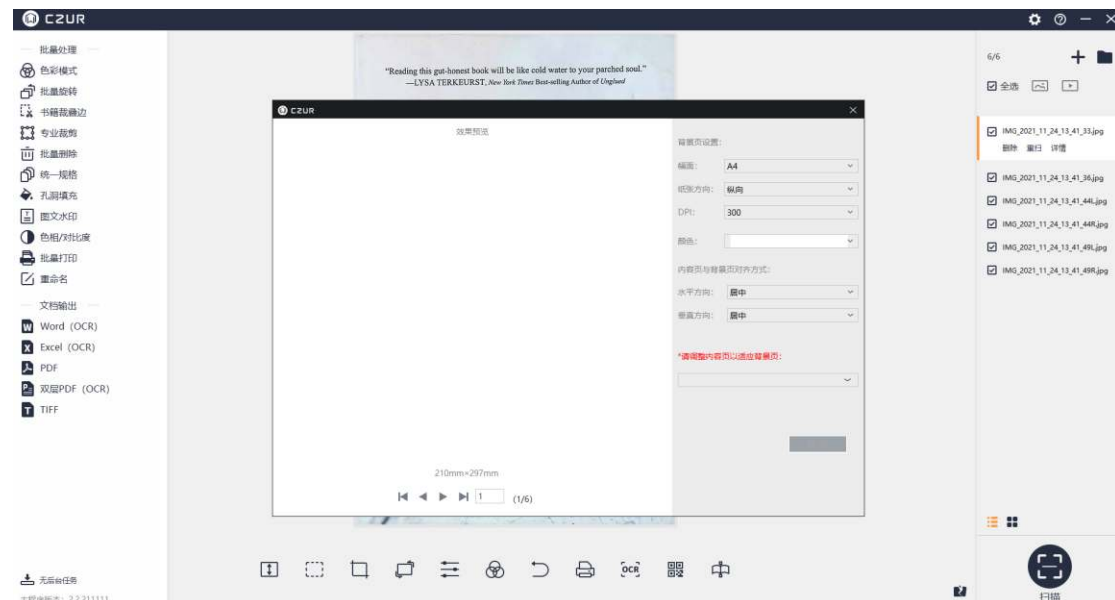 CZUR
批量处理
色彩模式
批量旋转
书籍裁叠边
专业裁剪
批量删除
统一规格
孔洞填充
图文水印
色相/对比度
批量打印
重命名
文档输出
Word (OCR)
Excel (OCR)
PDF
双层PDF (OCR)
TIFF
无后台任务
"Reading this gut-honest book will be like cold water to your parched soul."
—LYSA TERKEURST, New York Times Best-selling Author of Unglued
CZUR
效果预览
210mm×297mm
1 (1/6)
背景页设置:
幅面: A4
纸张方向: 纵向
DPI: 300
颜色:
内容页与背景页对齐方式:
水平方向: 居中
垂直方向: 居中
*请调整内容页以适应背景页:
OCR
6/6
全选
IMG_2021_11_24_13_41_33.jpg
删除 重扫 详情
IMG_2021_11_24_13_41_36.jpg
IMG_2021_11_24_13_41_44L.jpg
IMG_2021_11_24_13_41_44R.jpg
IMG_2021_11_24_13_41_49L.jpg
IMG_2021_11_24_13_41_49R.jpg
扫描